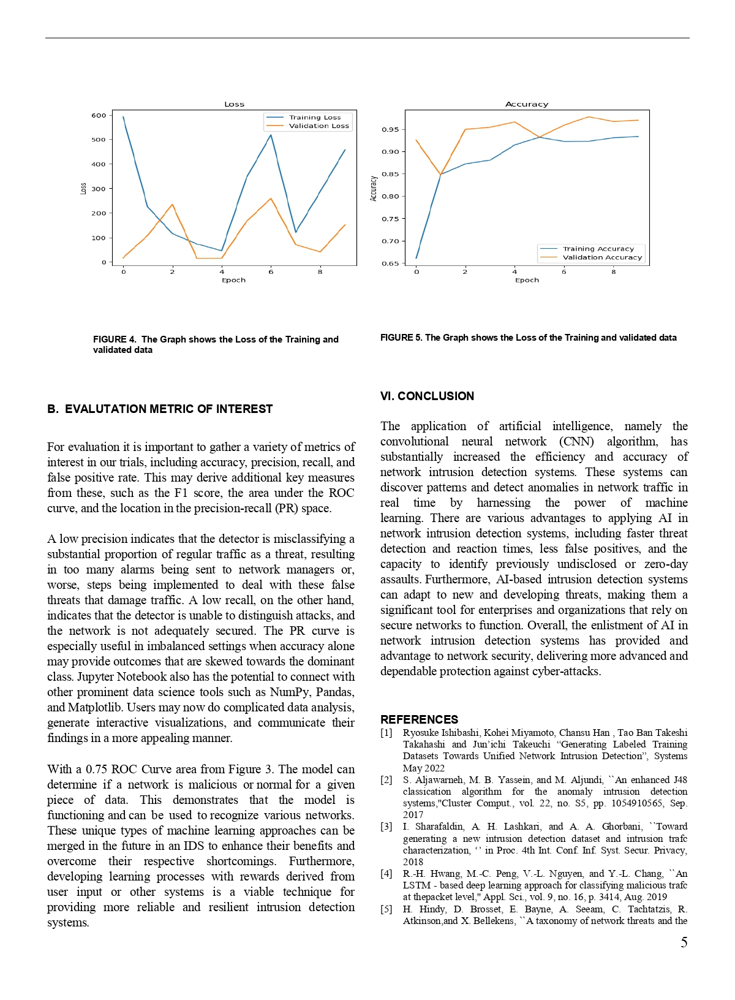 Loss
600
500
400
300
200
100
0
Loss
Training Loss
Validation Loss
0 2 4 6 8
Epoch
Accuracy
0.95
0.90
0.85
0.80
0.75
0.70
0.65
Accuracy
Training Accuracy
Validation Accuracy
0 2 4 6 8
Epoch
FIGURE 4. The Graph shows the Loss of the Training and
validated data
FIGURE 5. The Graph shows the Loss of the Training and validated data
B. EVALUTATION METRIC OF INTEREST
For evaluation it is important to gather a variety of metrics of
interest in our trials, including accuracy, precision, recall, and
false positive rate. This may derive additional key measures
from these, such as the F1 score, the area under the ROC
curve, and the location in the precision-recall (PR) space.
A low precision indicates that the detector is misclassifying a
substantial proportion of regular traffic as a threat, resulting
in too many alarms being sent to network managers or,
worse, steps being implemented to deal with these false
threats that damage traffic. A low recall, on the other hand,
indicates that the detector is unable to distinguish attacks, and
the network is not adequately secured. The PR curve is
especially useful in imbalanced settings when accuracy alone
may provide outcomes that are skewed towards the dominant
class. Jupyter Notebook also has the potential to connect with
other prominent data science tools such as NumPy, Pandas,
and Matplotlib. Users may now do complicated data analysis,
generate interactive visualizations, and communicate their
findings in a more appealing manner.
With a 0.75 ROC Curve area from Figure 3. The model can
determine if a network is malicious or normal for a given
piece of data. This demonstrates that the model is
functioning and can be used to recognize various networks.
These unique types of machine learning approaches can be
merged in the future in an IDS to enhance their benefits and
overcome their respective shortcomings. Furthermore,
developing learning processes with rewards derived from
user input or other systems is a viable technique for
providing more reliable and resilient intrusion detection
systems.
VI. CONCLUSION
The application of artificial intelligence, namely the
convolutional neural network (CNN) algorithm, has
substantially increased the efficiency and accuracy of
network intrusion detection systems. These systems can
discover patterns and detect anomalies in network traffic in
real time by harnessing the power of machine
learning. There are various advantages to applying AI in
network intrusion detection systems, including faster threat
detection and reaction times, less false positives, and the
capacity to identify previously undisclosed or zero-day
assaults. Furthermore, AI-based intrusion detection systems
can adapt to new and developing threats, making them a
significant tool for enterprises and organizations that rely on
secure networks to function. Overall, the enlistment of AI in
network intrusion detection systems has provided and
advantage to network security, delivering more advanced and
dependable protection against cyber-attacks.
REFERENCES
[1] Ryosuke Ishibashi, Kohei Miyamoto, Chansu Han , Tao Ban Takeshi
Takahashi and Jun’ichi Takeuchi “Generating Labeled Training
Datasets Towards Unified Network Intrusion Detection”, Systems
May 2022
[2] S. Aljawarneh, M. B. Yassein, and M. Aljundi, ``An enhanced J48
classication algorithm for the anomaly intrusion detection
systems,''Cluster Comput., vol. 22, no. S5, pp. 1054910565, Sep.
2017
[3] I. Sharafaldin, A. H. Lashkari, and A. A. Ghorbani, ``Toward
generating a new intrusion detection dataset and intrusion trafc
characterization, ‘’ in Proc. 4th Int. Conf. Inf. Syst. Secur. Privacy,
2018
[4] R.-H. Hwang, M.-C. Peng, V.-L. Nguyen, and Y.-L. Chang, ``An
LSTM - based deep learning approach for classifying malicious trafc
at thepacket level,'' Appl. Sci., vol. 9, no. 16, p. 3414, Aug. 2019
[5] H. Hindy, D. Brosset, E. Bayne, A. Seeam, C. Tachtatzis, R.
Atkinson,and X. Bellekens, ``A taxonomy of network threats and the
5